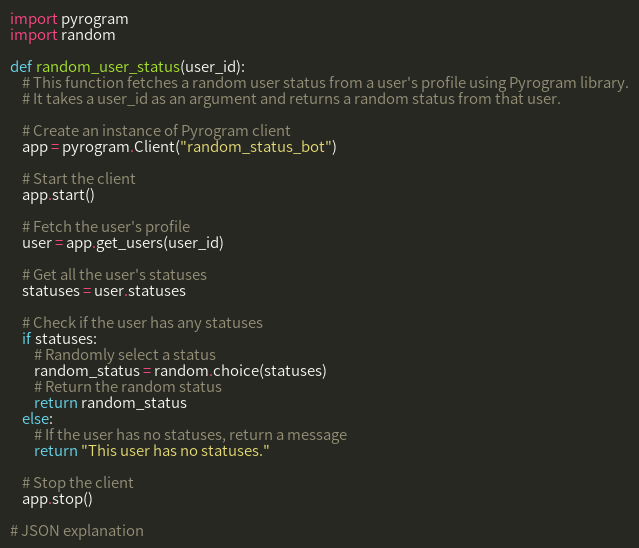 import pyrogram
import random
def random_user_status(user_id):
# This function fetches a random user status from a user's profile using Pyrogram library.
# It takes a user_id as an argument and returns a random status from that user.
# Create an instance of Pyrogram client
app = pyrogram.Client("random_status_bot")
# Start the client
app.start()
# Fetch the user's profile
user = app.get_users(user_id)
# Get all the user's statuses
statuses = user.statuses
# Check if the user has any statuses
if statuses:
# Randomly select a status
random_status = random.choice(statuses)
# Return the random status
return random_status
else:
# If the user has no statuses, return a message
return "This user has no statuses."
# Stop the client
app.stop()
# JSON explanation